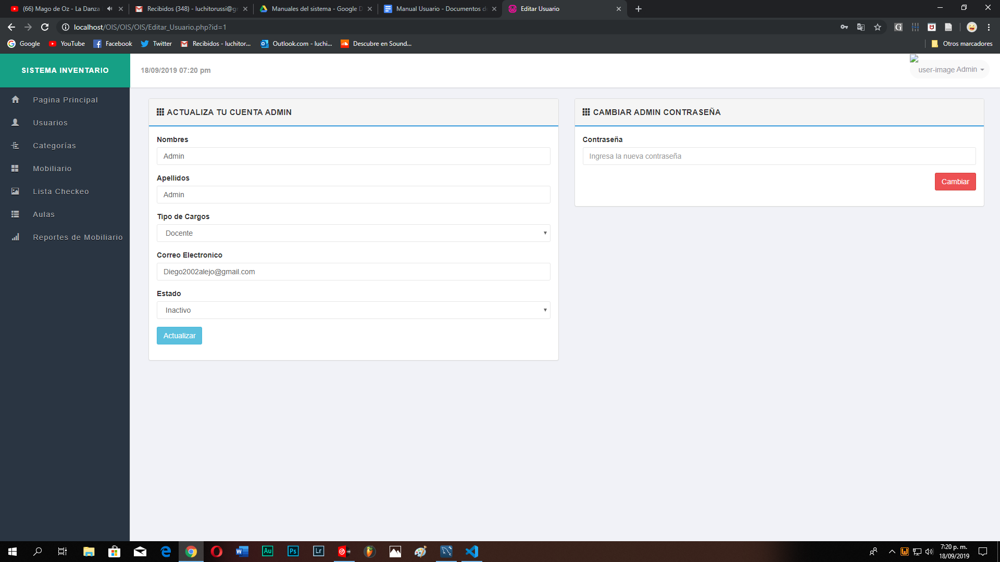 (66) Mago de Oz - La Danza
Recibidos (348) - luchitorussi@g
Manuales del sistema - Google D
Manual Usuario - Documentos d
Editar Usuario
localhost/OIS/OIS/OIS/Editar_Usuario.php?id=1
Google
YouTube
Facebook
Twitter
Recibidos - luchitor...
Outlook.com - luchi...
Descubre en Sound...
Otros marcadores
SISTEMA INVENTARIO
18/09/2019 07:20 pm
user-image Admin
Pagina Principal
Usuarios
Categorías
Mobiliario
Lista Checkeo
Aulas
Reportes de Mobiliario
ACTUALIZA TU CUENTA ADMIN
Nombres
Admin
Apellidos
Admin
Tipo de Cargos
Docente
Correo Electronico
Diego2002alejo@gmail.com
Estado
Inactivo
Actualizar
CAMBIAR ADMIN CONTRASEÑA
Contraseña
Ingresa la nueva contraseña
Cambiar
Au
Ps
Lr
7:20 p. m.
18/09/2019